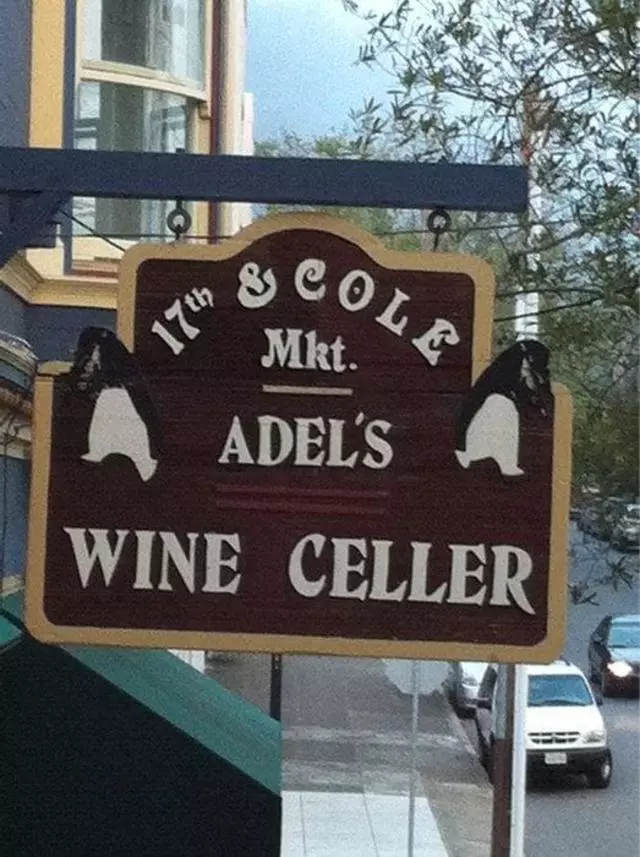 17th & COLE
Mkt.
ADEL'S
WINE CELLER